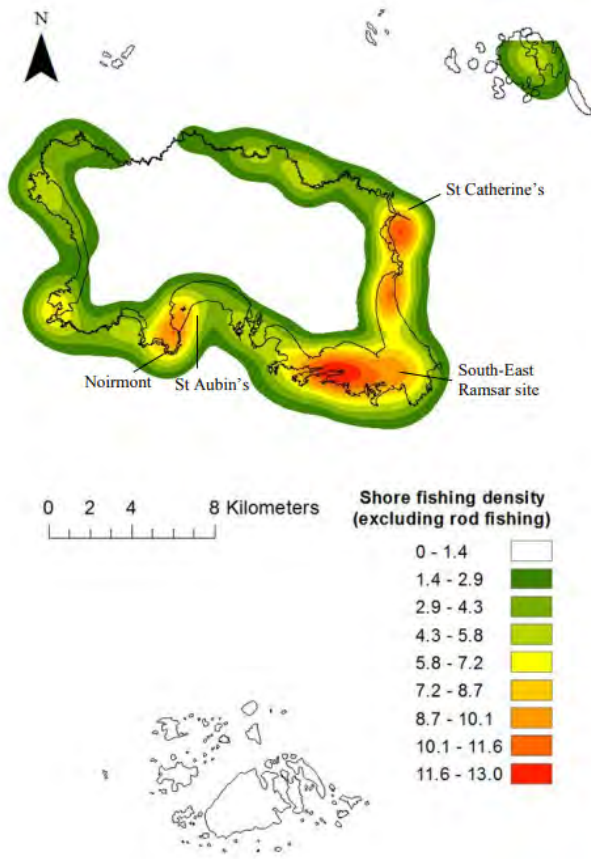 N
St Catherine's
Noirmont
St Aubin's
South-East
Ramsar site
0 2 4 8 Kilometers
Shore fishing density
(excluding rod fishing)
0 - 1.4
1.4 - 2.9
2.9 - 4.3
4.3 - 5.8
5.8 - 7.2
7.2 - 8.7
8.7 - 10.1
10.1 - 11.6
11.6 - 13.0